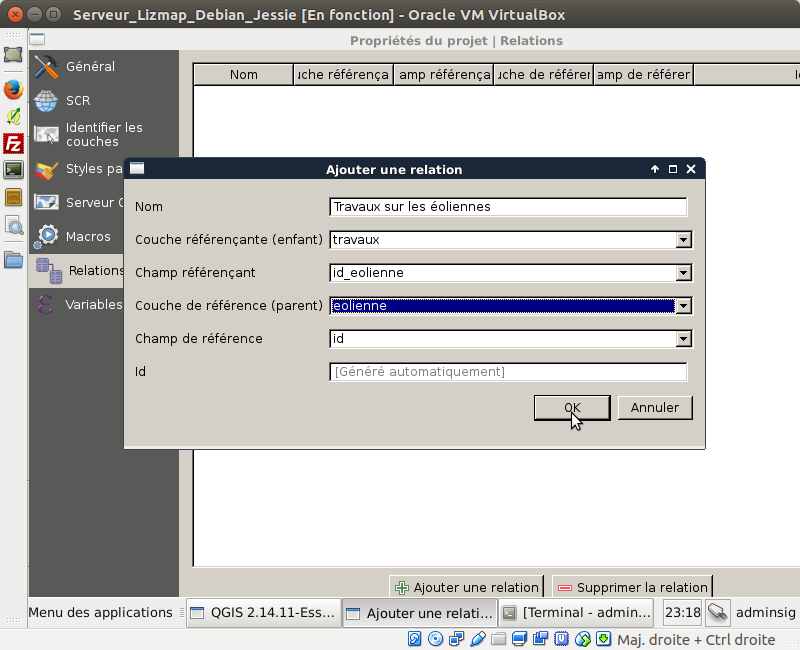 Serveur_Lizmap_Debian_Jessie [En fonction] - Oracle VM VirtualBox
Propriétés du projet | Relations
Général
SCR
Identifier les
couches
Styles pa
Serveur
Macros
Relations
Variables
Nom
uche référença
amp référença
uche de référer
amp de référer
Ajouter une relation
Nom
Travaux sur les éoliennes
Couche référençante (enfant)
travaux
Champ référençant
id_eolienne
Couche de référence (parent)
eolienne
Champ de référence
id
Id
[Généré automatiquement]
OK
Annuler
Ajouter une relation
Supprimer la relation
Menu des applications
QGIS 2.14.11-Ess...
Ajouter une relati...
[Terminal - admin...
23:18
adminsig
Maj. droite + Ctrl droite